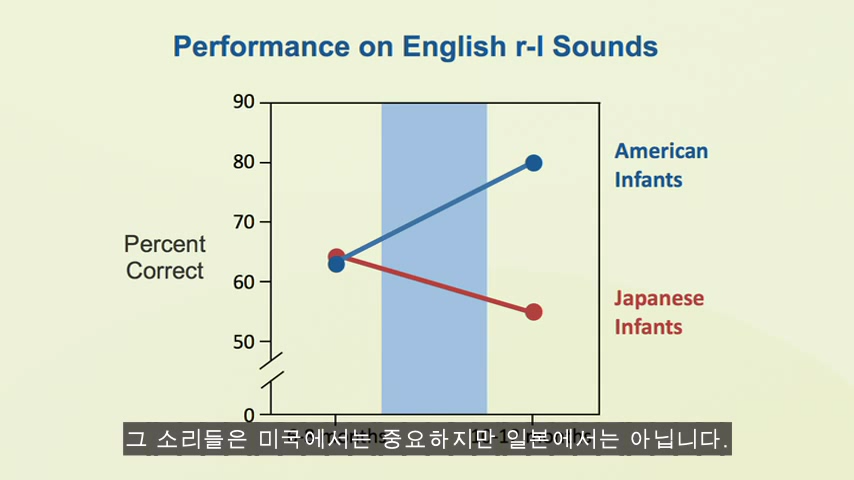 Performance on English r-l Sounds
90
80
70
60
50
0
Percent
Correct
American
Infants
Japanese
Infants
그 소리들은 미국에서는 중요하지만 일본에서는 아닙니다.